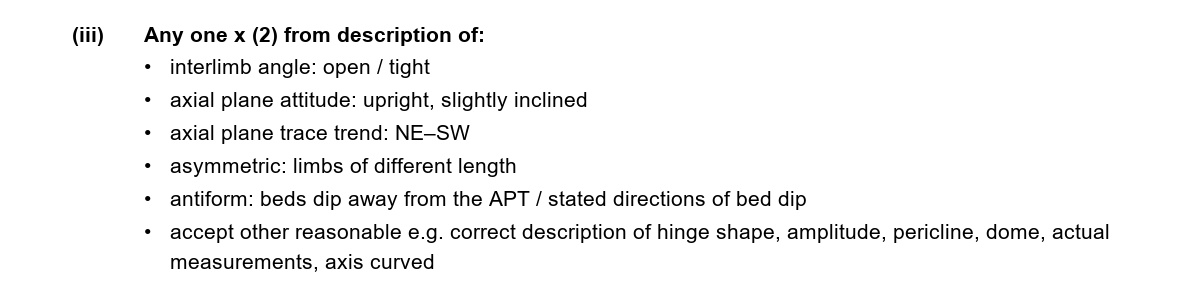 (iii) Any one x (2) from description of:
• interlimb angle: open / tight
• axial plane attitude: upright, slightly inclined
• axial plane trace trend: NE–SW
• asymmetric: limbs of different length
• antiform: beds dip away from the APT / stated directions of bed dip
• accept other reasonable e.g. correct description of hinge shape, amplitude, pericline, dome, actual
measurements, axis curved